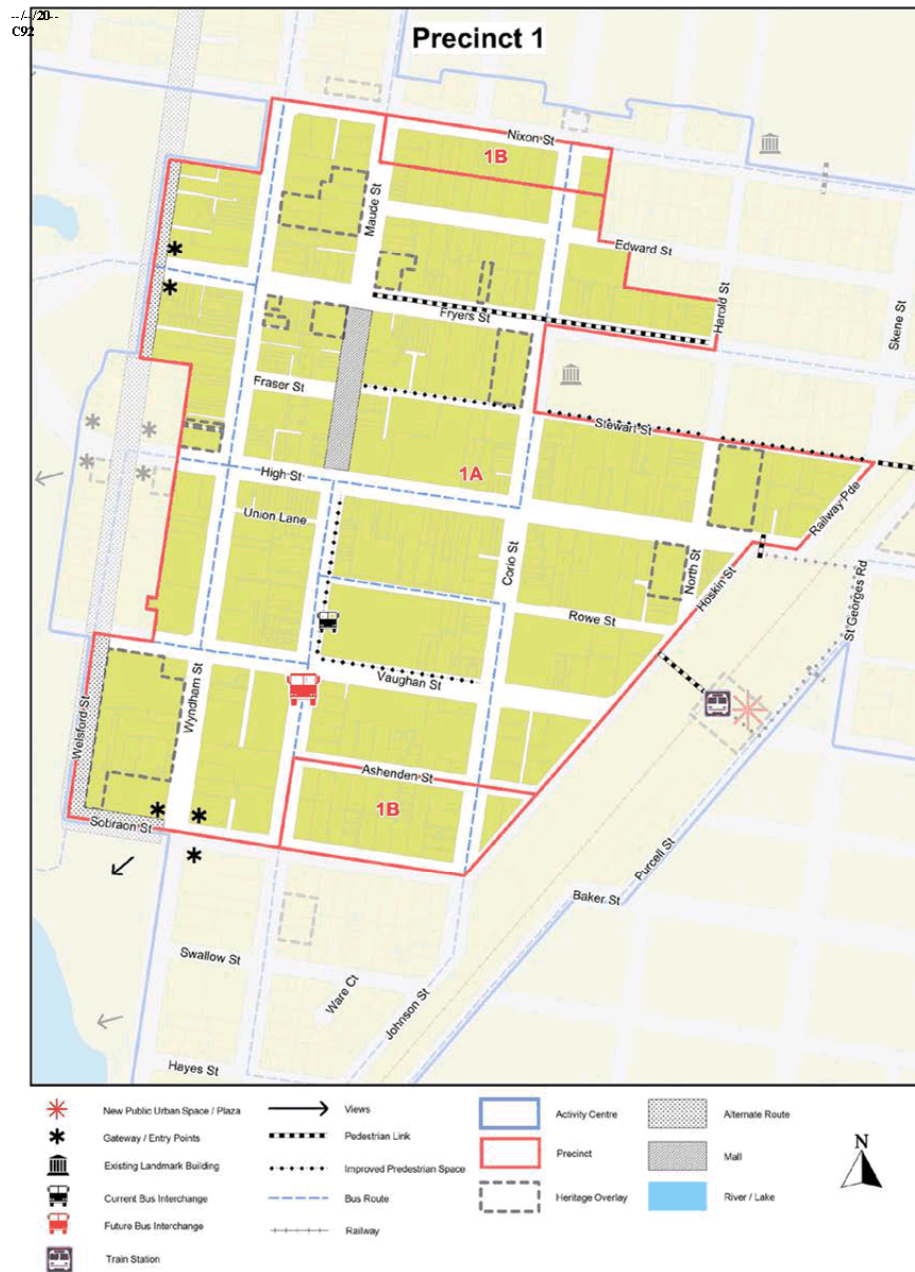 C92
Precinct 1
Nixon St
1B
Maude St
Edward St
Harold St
Skene St
Fryers St
Fraser St
Stewart St
High St
1A
Union Lane
Railway Pde
Corio St
North St
Hoskin St
Rowe St
St Georges Rd
Wyndham St
Vaughan St
Welsford St
Ashenden St
1B
Sobraon St
Purcell St
Baker St
Swallow St
Ware Ct
Johnson St
Hayes St
New Public Urban Space / Plaza
Gateway / Entry Points
Existing Landmark Building
Current Bus Interchange
Future Bus Interchange
Train Station
Views
Pedestrian Link
Improved Predestrian Space
Bus Route
Railway
Activity Centre
Precinct
Heritage Overlay
Alternate Route
Mall
River / Lake
N